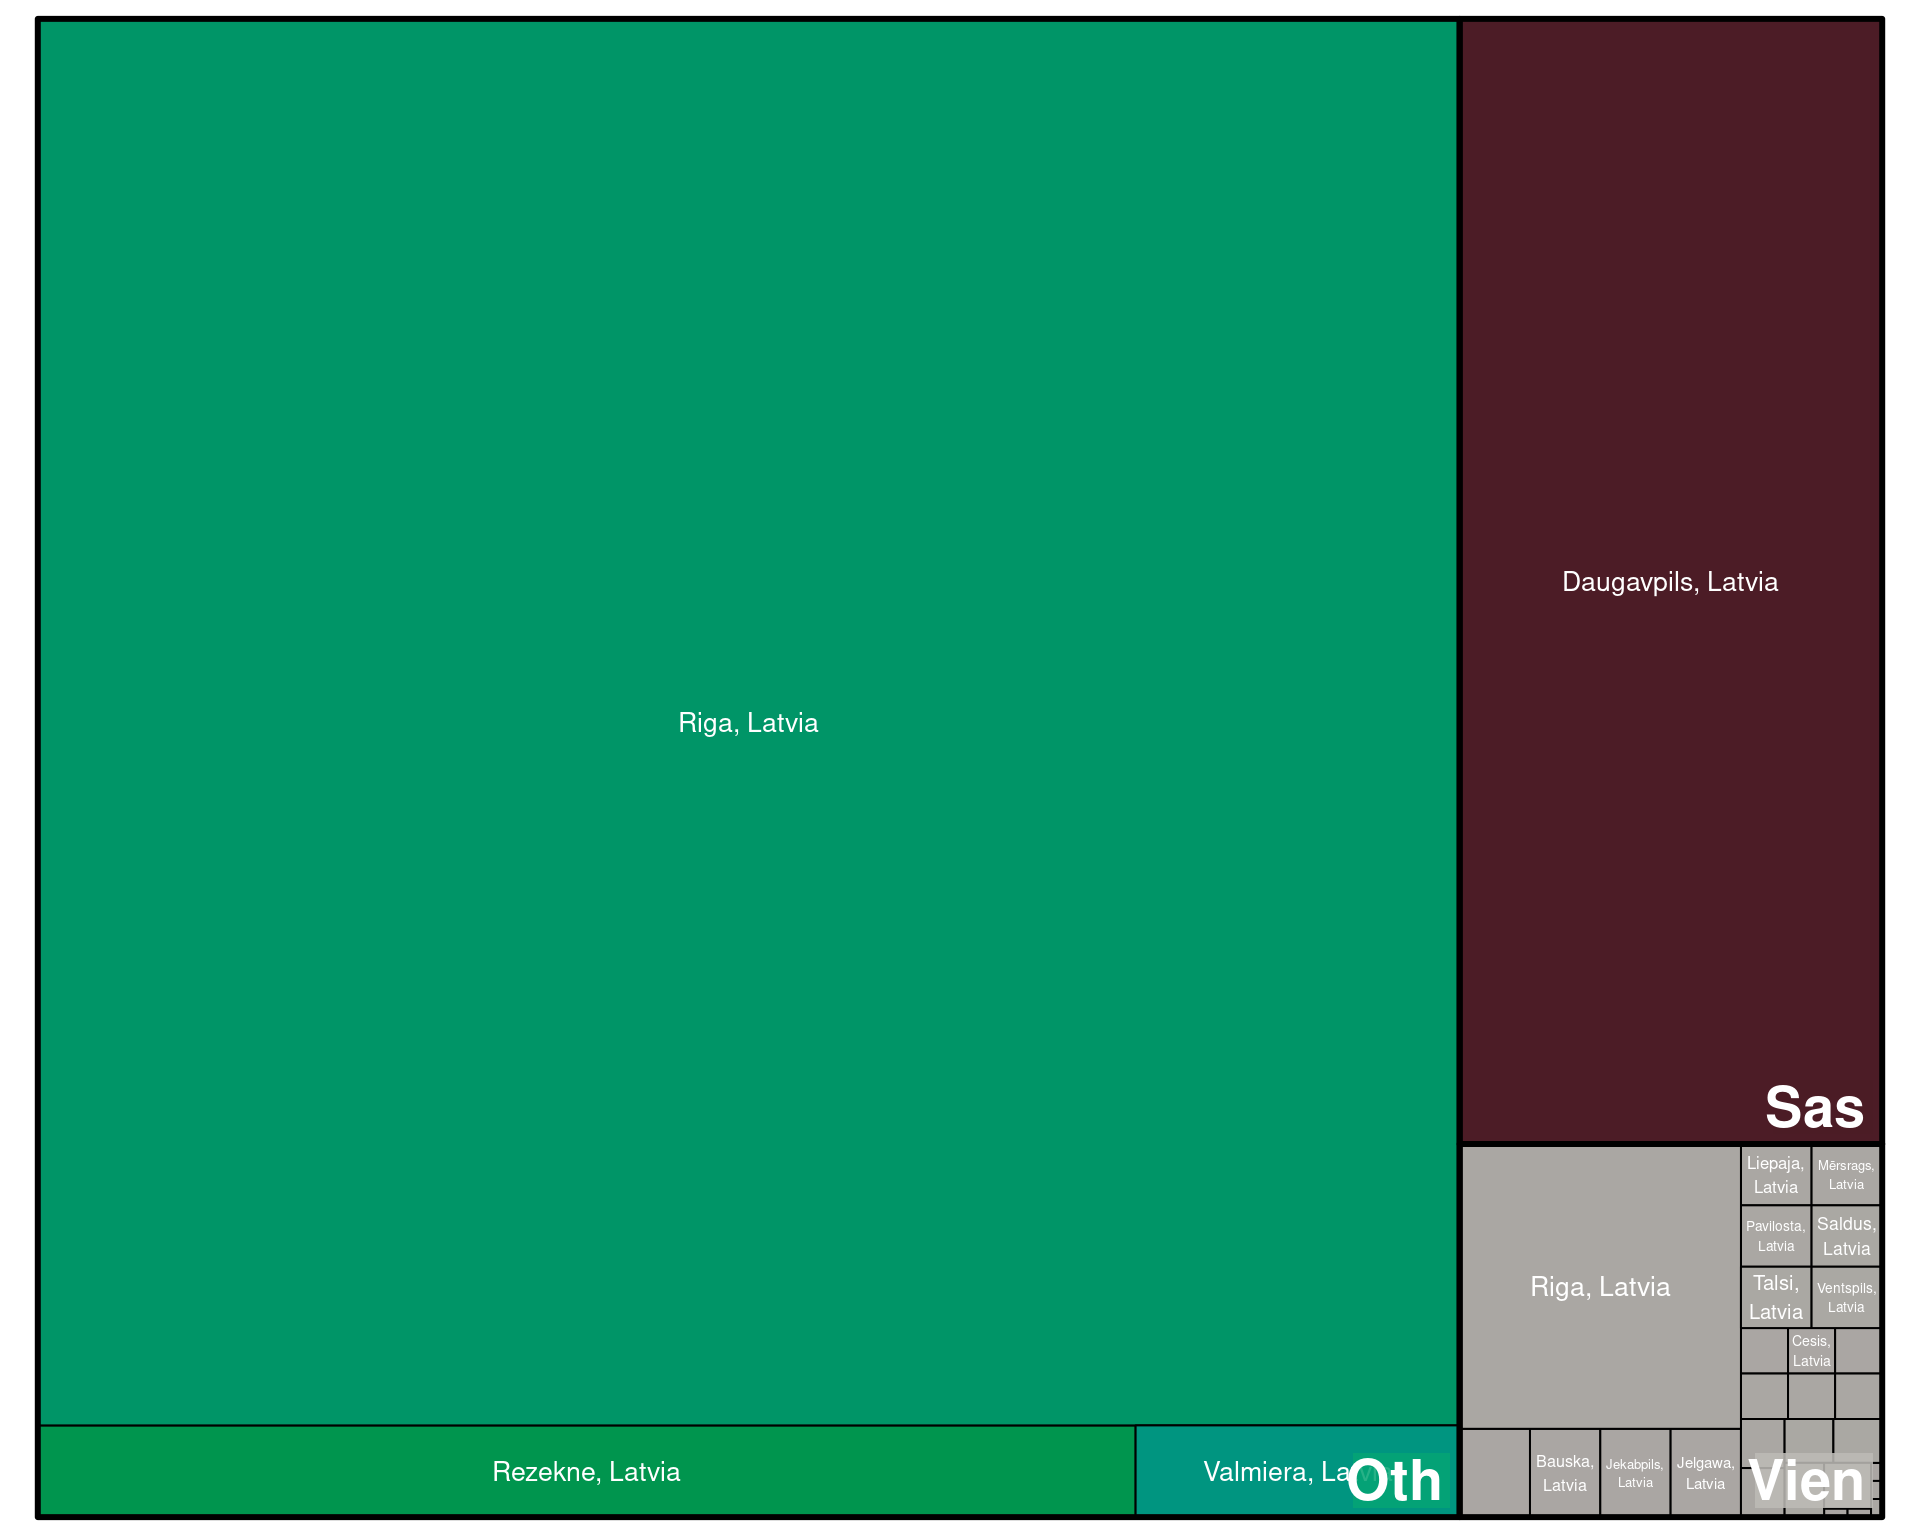 Riga, Latvia
Rezekne, Latvia
Valmiera, La
Oth
Daugavpils, Latvia
Sas
Riga, Latvia
Liepaja,
Latvia
Mērsrags,
Latvia
Pavilosta,
Latvia
Saldus,
Latvia
Talsi,
Latvia
Ventspils,
Latvia
Cesis,
Latvia
Bauska,
Latvia
Jekabpils,
Latvia
Jelgawa,
Latvia
Vien